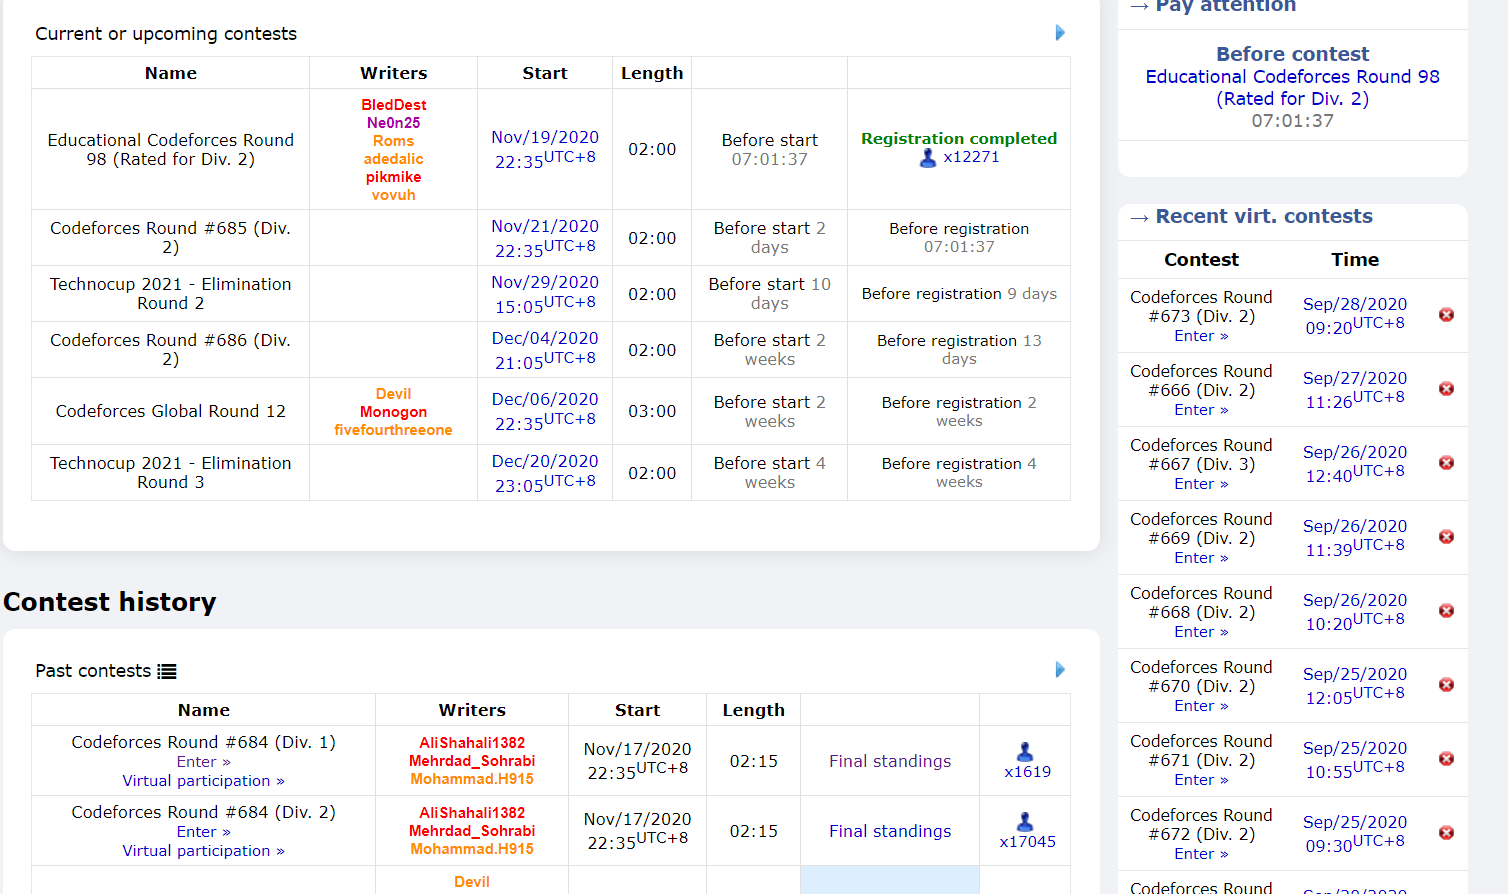 Current or upcoming contests
Name Writers Start Length
Educational Codeforces Round
98 (Rated for Div. 2)
BledDest
Ne0n25
Roms
adedalic
pikmike
vovuh
Nov/19/2020
22:35UTC+8
02:00
Before start
07:01:37
Registration completed
x12271
Codeforces Round #685 (Div.
2)
Nov/21/2020
22:35UTC+8
02:00
Before start 2
days
Before registration
07:01:37
Technocup 2021 - Elimination
Round 2
Nov/29/2020
15:05UTC+8
02:00
Before start 10
days
Before registration 9 days
Codeforces Round #686 (Div.
2)
Dec/04/2020
21:05UTC+8
02:00
Before start 2
weeks
Before registration 13
days
Codeforces Global Round 12
Devil
Monogon
fivefourthreeone
Dec/06/2020
22:35UTC+8
03:00
Before start 2
weeks
Before registration 2
weeks
Technocup 2021 - Elimination
Round 3
Dec/20/2020
23:05UTC+8
02:00
Before start 4
weeks
Before registration 4
weeks
Contest history
Past contests
Name Writers Start Length
Codeforces Round #684 (Div. 1)
Enter »
Virtual participation »
AliShahali1382
Mehrdad_Sohrabi
Mohammad.H915
Nov/17/2020
22:35UTC+8
02:15
Final standings
x1619
Codeforces Round #684 (Div. 2)
Enter »
Virtual participation »
AliShahali1382
Mehrdad_Sohrabi
Mohammad.H915
Nov/17/2020
22:35UTC+8
02:15
Final standings
x17045
Devil
→ Pay attention
Before contest
Educational Codeforces Round 98
(Rated for Div. 2)
07:01:37
→ Recent virt. contests
Contest Time
Codeforces Round
#673 (Div. 2)
Enter »
Sep/28/2020
09:20UTC+8
Codeforces Round
#666 (Div. 2)
Enter »
Sep/27/2020
11:26UTC+8
Codeforces Round
#667 (Div. 3)
Enter »
Sep/26/2020
12:40UTC+8
Codeforces Round
#669 (Div. 2)
Enter »
Sep/26/2020
11:39UTC+8
Codeforces Round
#668 (Div. 2)
Enter »
Sep/26/2020
10:20UTC+8
Codeforces Round
#670 (Div. 2)
Enter »
Sep/25/2020
12:05UTC+8
Codeforces Round
#671 (Div. 2)
Enter »
Sep/25/2020
10:55UTC+8
Codeforces Round
#672 (Div. 2)
Enter »
Sep/25/2020
09:30UTC+8
Codeforces Round